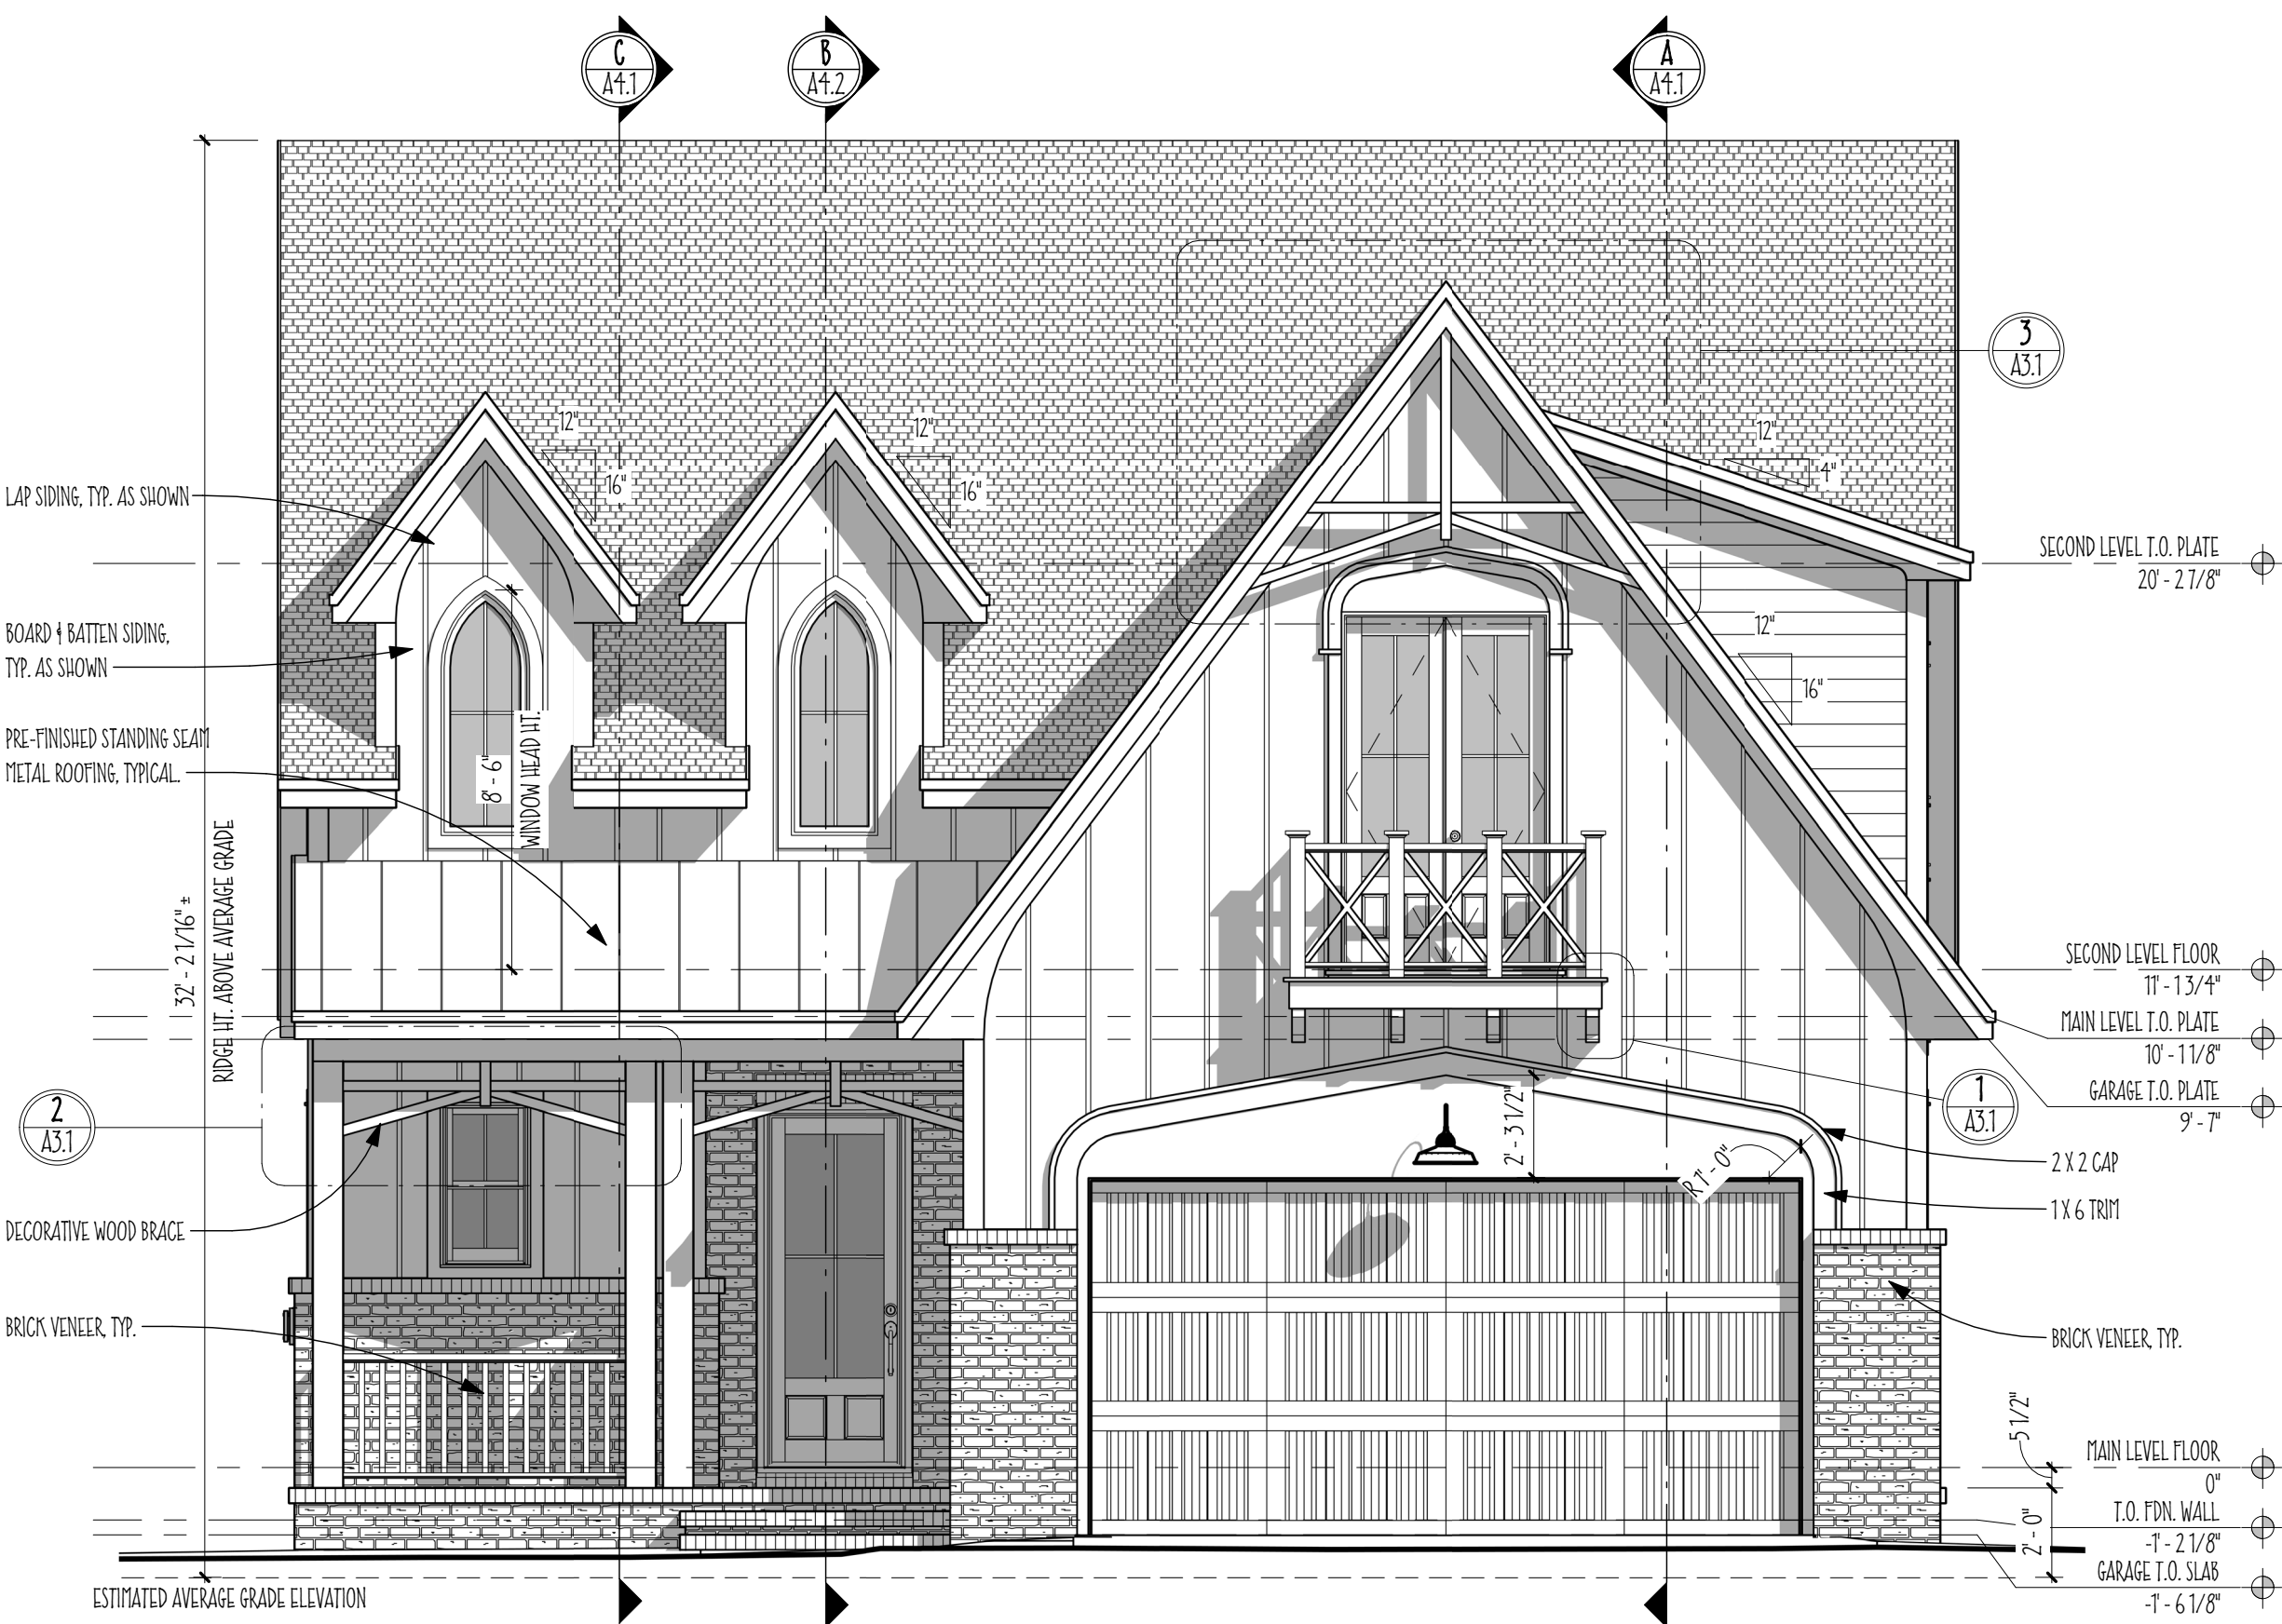 C
A4.1
B
A4.2
A
A4.1
3
A3.1
12"
16"
12"
16"
12"
4"
LAP SIDING, TYP. AS SHOWN
SECOND LEVEL T.O. PLATE
20' - 2 7/8"
BOARD & BATTEN SIDING,
TYP. AS SHOWN
12"
16"
PRE-FINISHED STANDING SEAM
METAL ROOFING, TYPICAL.
8' - 6"
WINDOW HEAD HT.
32' - 2 1/16" ±
RIDGE HT. ABOVE AVERAGE GRADE
SECOND LEVEL FLOOR
11' - 1 3/4"
MAIN LEVEL T.O. PLATE
10' - 1 1/8"
GARAGE T.O. PLATE
9' - 7"
2
A3.1
1
A3.1
2' - 3 1/2"
R 1' - 0"
2 X 2 CAP
1 X 6 TRIM
DECORATIVE WOOD BRACE
BRICK VENEER, TYP.
BRICK VENEER, TYP.
5 1/2"
MAIN LEVEL FLOOR
0"
T.O. FDN. WALL
-1' - 2 1/8"
2' - 0"
GARAGE T.O. SLAB
-1' - 6 1/8"
ESTIMATED AVERAGE GRADE ELEVATION